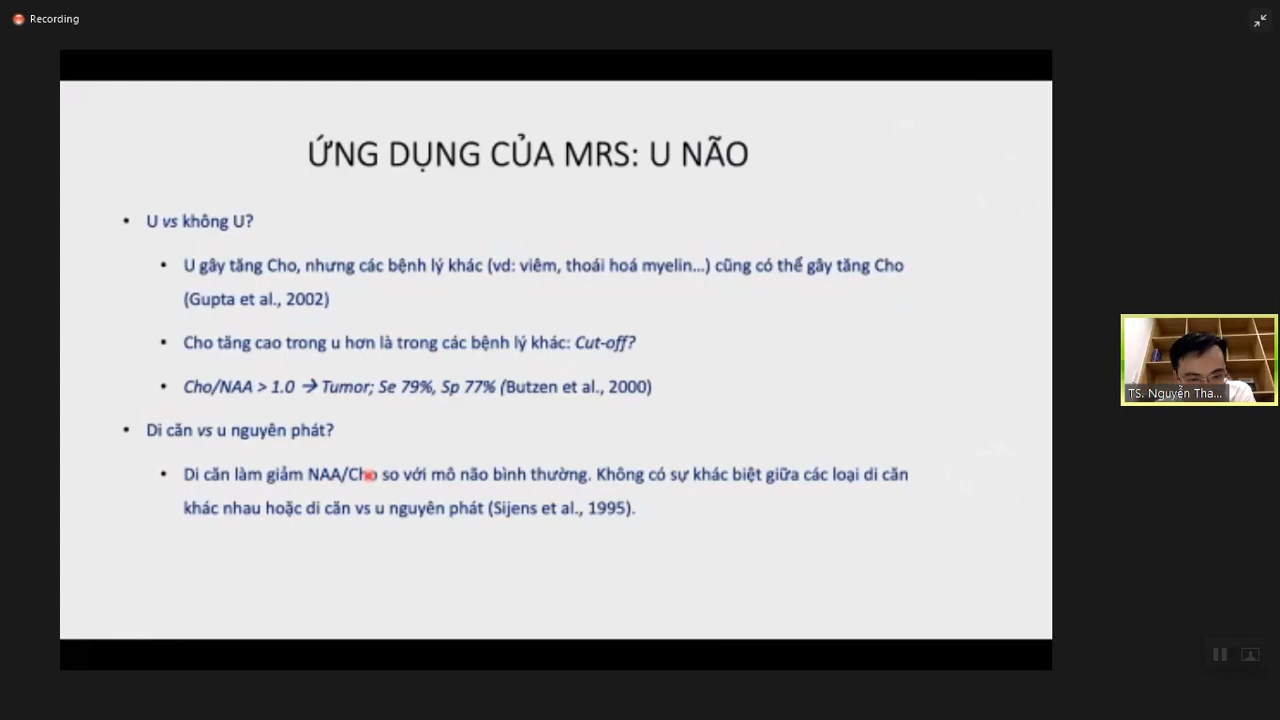 Recording
ỨNG DỤNG CỦA MRS: U NÃO
• U vs không U?
• U gây tăng Cho, nhưng các bệnh lý khác (vd: viêm, thoái hoá myelin...) cũng có thể gây tăng Cho
(Gupta et al., 2002)
• Cho tăng cao trong u hơn là trong các bệnh lý khác: Cut-off?
• Cho/NAA > 1.0 → Tumor; Se 79%, Sp 77% (Butzen et al., 2000)
• Di căn vs u nguyên phát?
• Di căn làm giảm NAA/Cho so với mô não bình thường. Không có sự khác biệt giữa các loại di căn
khác nhau hoặc di căn vs u nguyên phát (Sijens et al., 1995).
TS. Nguyễn Tha...